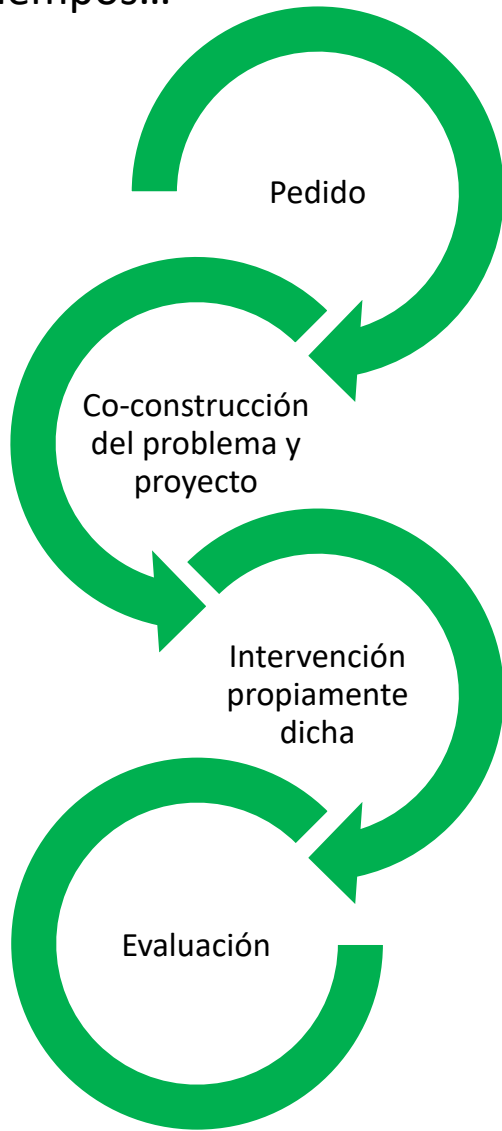 Pedido
Co-construcción
del problema y
proyecto
Intervención
propiamente
dicha
Evaluación